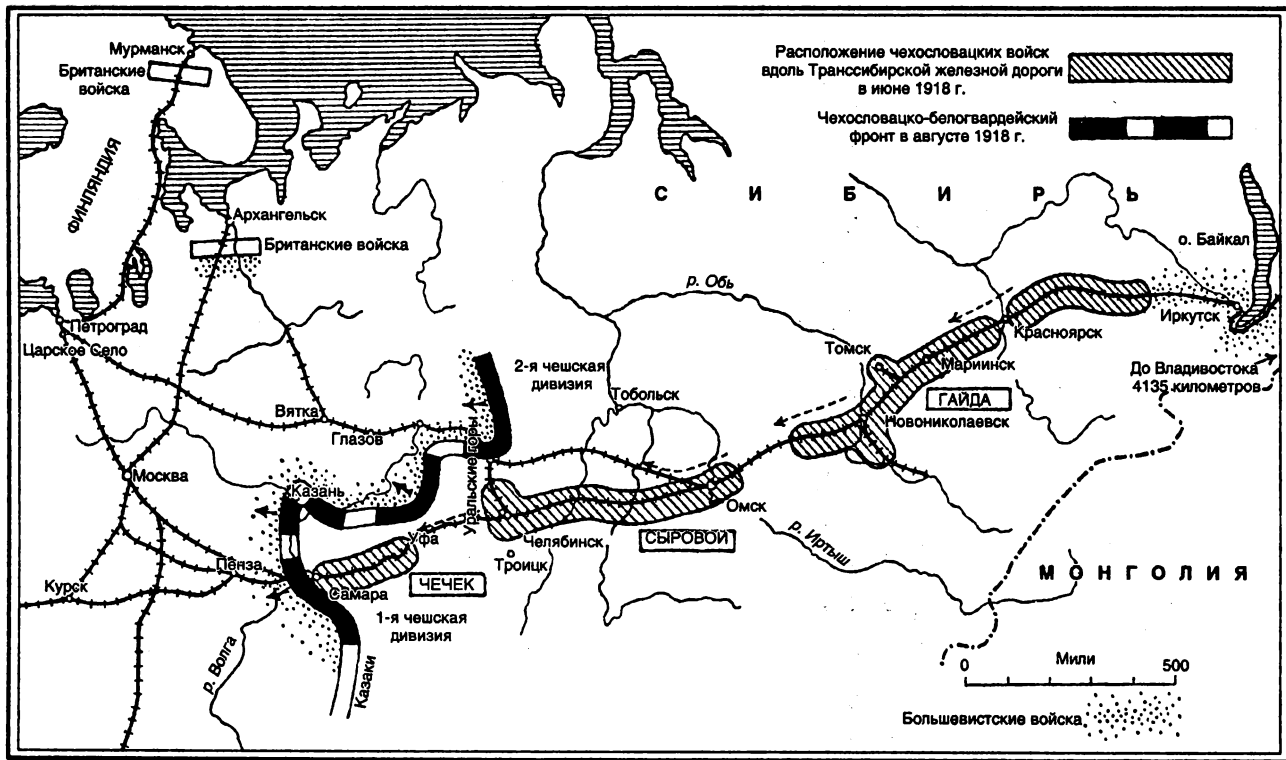 Мурманск
Британские
войска
Расположение чехословацких войск
вдоль Транссибирской железной дороги
в июне 1918 г.
Чехословацко-белогвардейский
фронт в августе 1918 г.
ФИНЛЯНДИЯ
СИБИРЬ
Архангельск
Британские войска
о. Байкал
р. Обь
Петроград
Царское Село
Красноярск
Иркутск
Томск
Мариинск
До Владивостока
4135 километров
2-я чешская
дивизия
Тобольск
ГАЙДА
Новониколаевск
Вятка
Глазов
Уральские горы
Москва
Казань
Омск
Уфа
Челябинск
СЫРОВОЙ
р. Иртыш
Троицк
Пенза
ЧЕЧЕК
МОНГОЛИЯ
Курск
Самара
1-я чешская
дивизия
р. Волга
Казаки
Мили
0 500
Большевистские войска